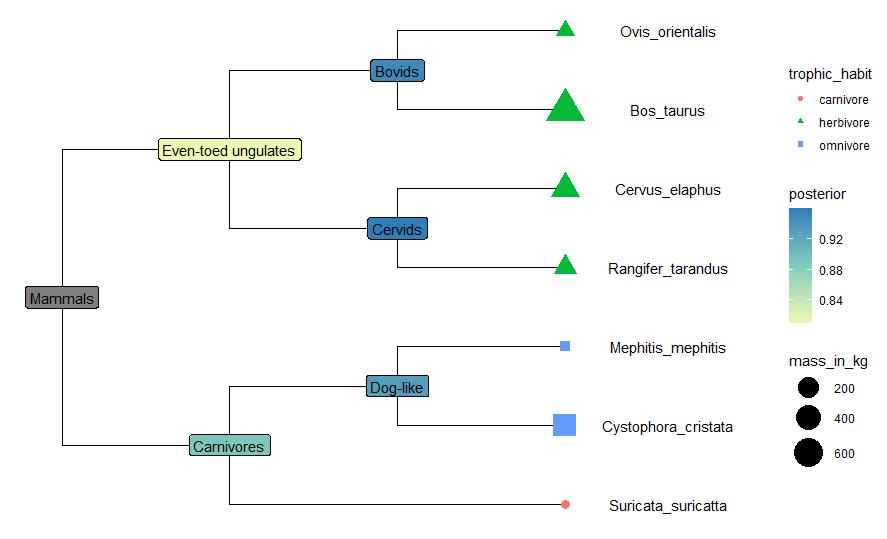 Ovis_orientalis
Bovids
Bos_taurus
Even-toed ungulates
Cervus_elaphus
Cervids
Rangifer_tarandus
Mammals
Mephitis_mephitis
Dog-like
Cystophora_cristata
Carnivores
Suricata_suricatta
trophic_habit
carnivore
herbivore
omnivore
posterior
0.92
0.88
0.84
mass_in_kg
200
400
600